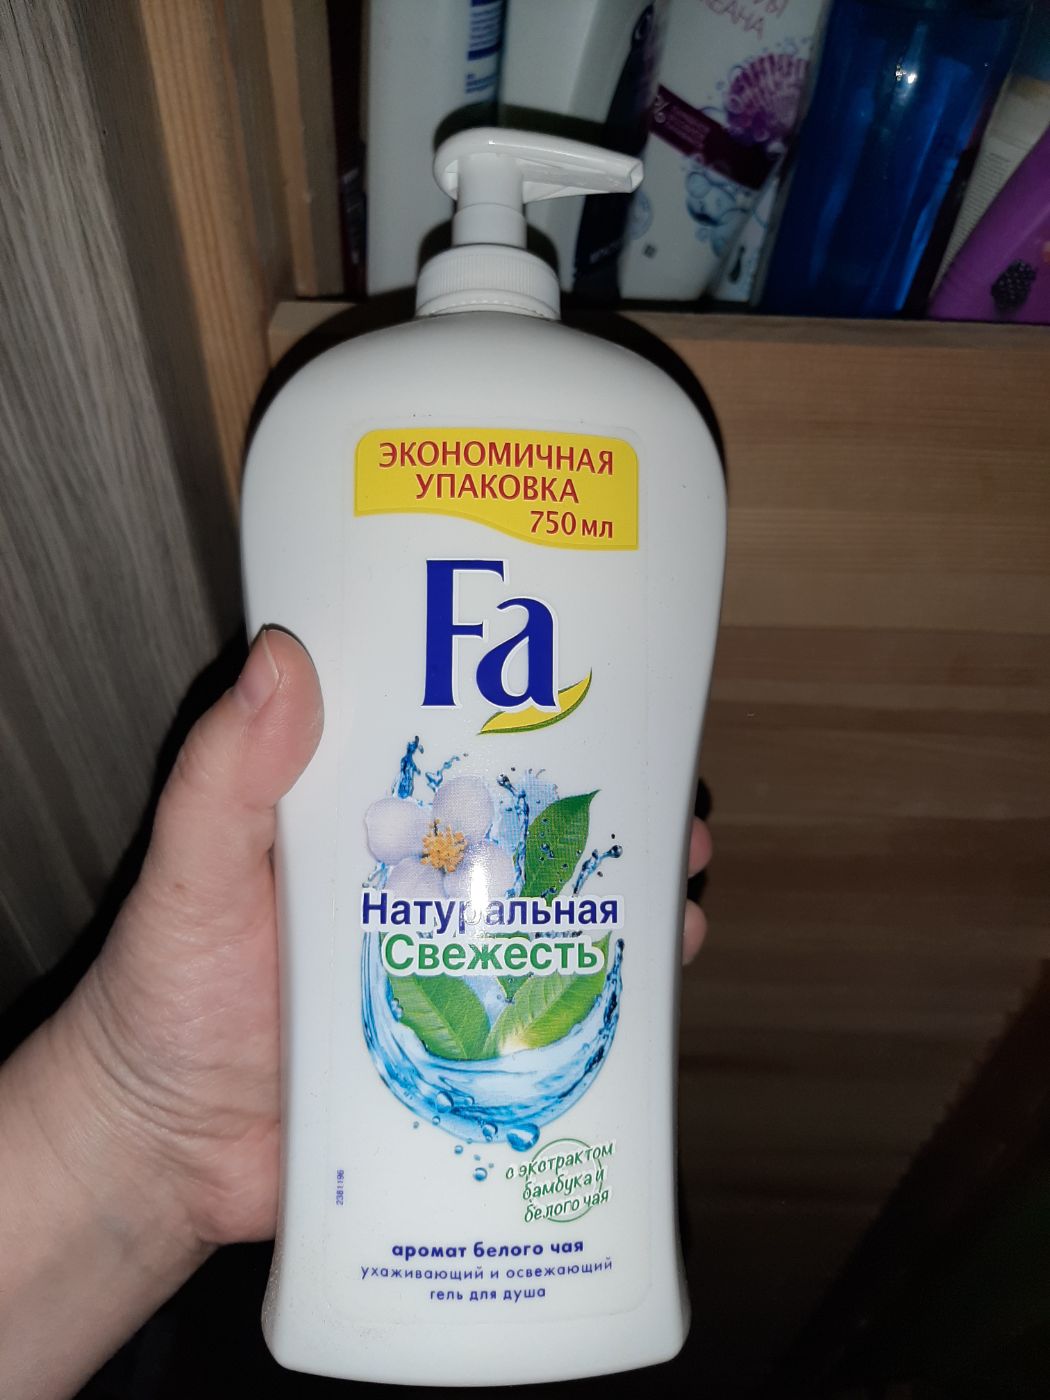 ЭКОНОМИЧНАЯ
УПАКОВКА
750 мл
Fa
Натуральная
Свежесть
с экстрактом
бамбука и
белого чая
2381196
аромат белого чая
ухаживающий и освежающий
гель для душа